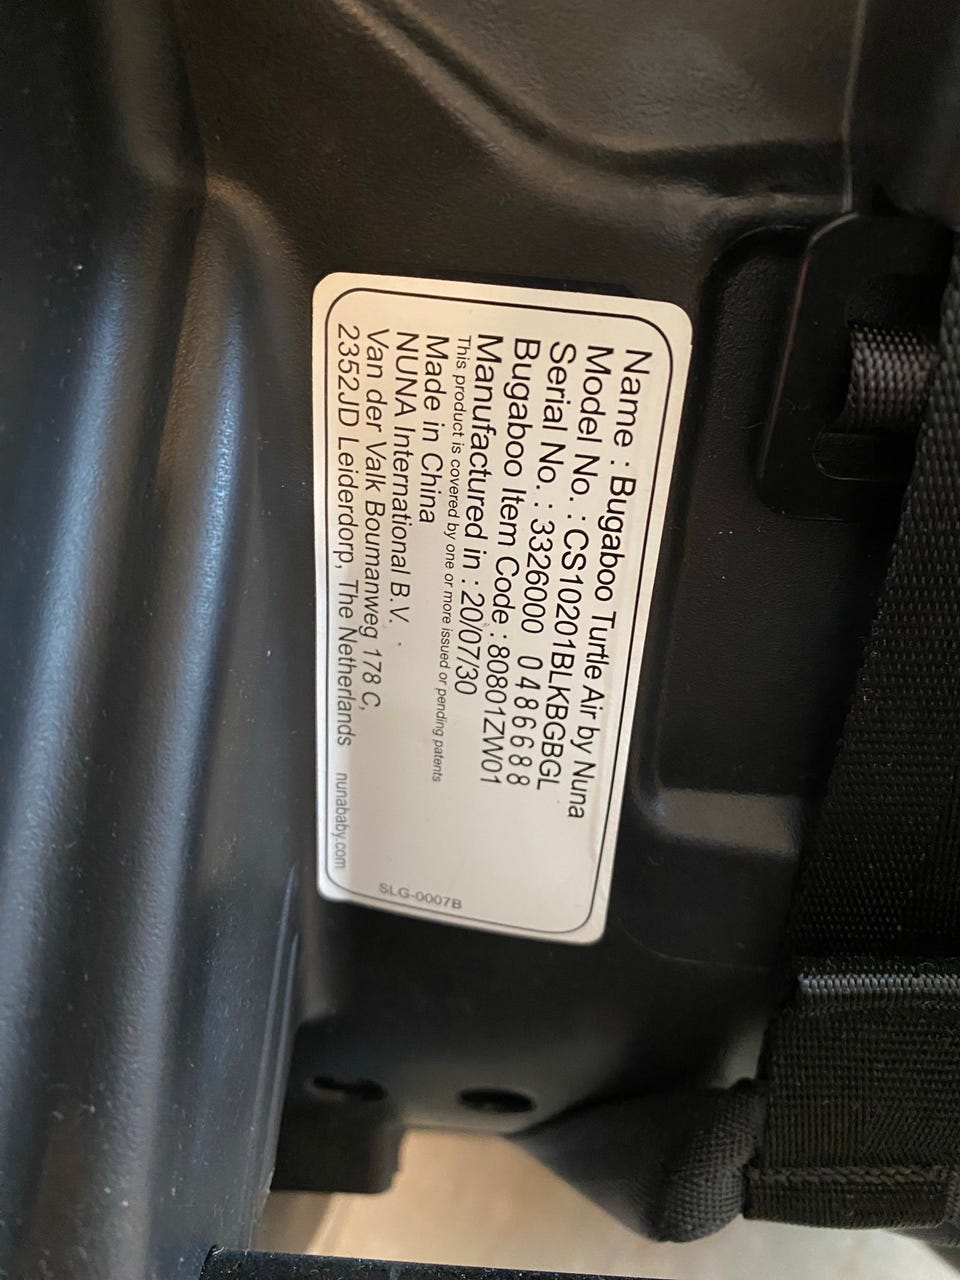 Name : Bugaboo Turtle Air by Nuna
Model No. : CS10201BLKBGBGL
Serial No. : 3326000 0486688
Bugaboo Item Code : 80801ZW01
Manufactured in : 20/07/30
This product is covered by one or more issued or pending patents
Made in China
NUNA International B.V.
Van der Valk Boumanweg 178 C,
2352JD Leiderdorp, The Netherlands nunababy.com
SLG-0007B